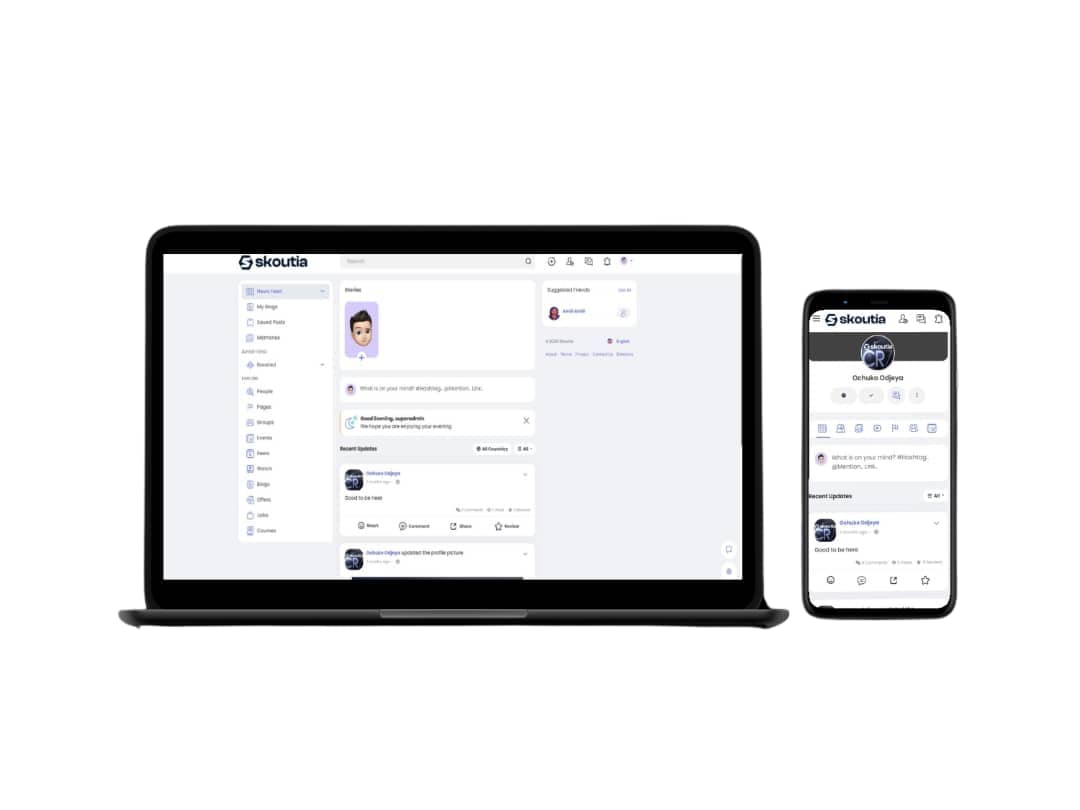 skoutia
Search
News Feed
My Blogs
Saved Posts
Memories
Boosted
People
Pages
Groups
Events
Reels
Watch
Blogs
Offers
Jobs
Courses
Stories
+
What is on your mind? #Hashtag.. @Mention.. Link..
Good Evening, superadmin
We hope you are enjoying your evening
Recent Updates
All Countries
All
Ochuko Odjeya
Good to be here
React
Comment
Share
Review
Ochuko Odjeya updated the profile picture
CR
Suggested Friends
See All
English
About Terms Privacy Contact Us Directory
skoutia
skoutia
CR
Ochuko Odjeya
What is on your mind? #Hashtag..
@Mention.. Link..
Recent Updates
All
Ochuko Odjeya
Good to be here